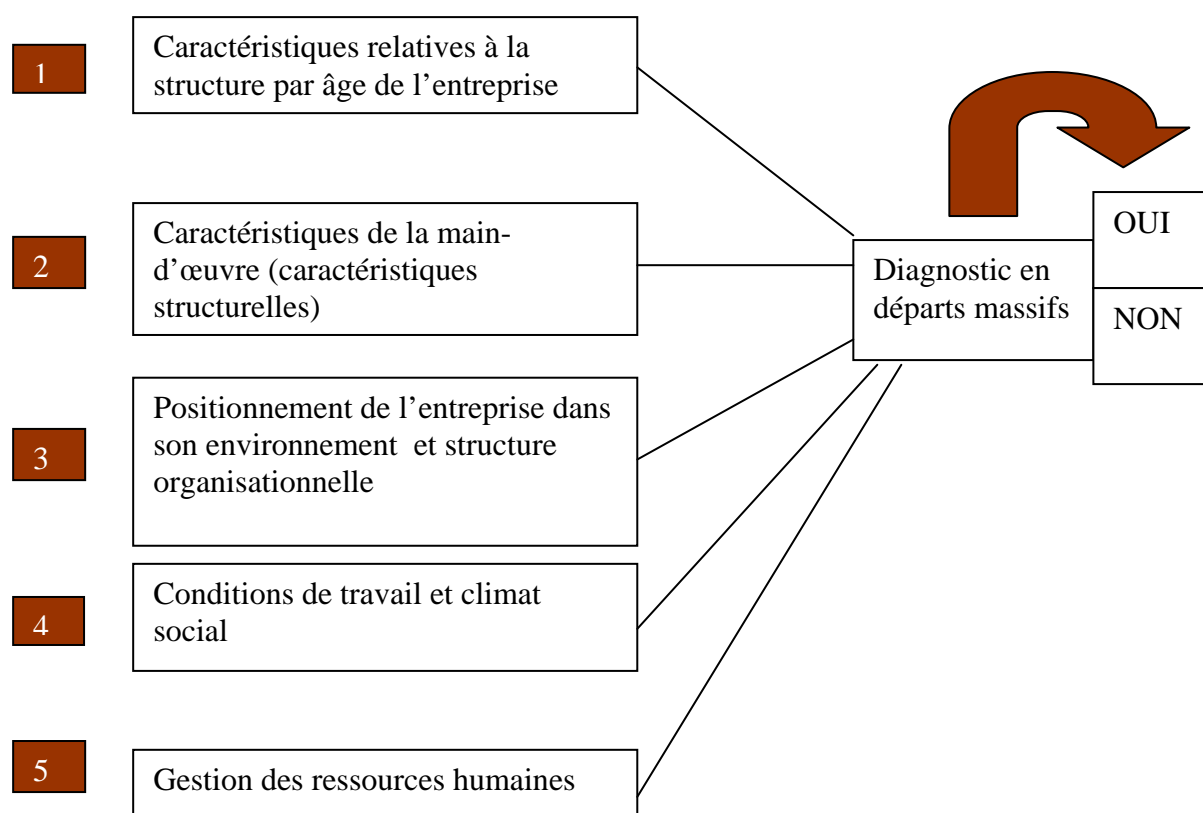 1
Caractéristiques relatives à la
structure par âge de l’entreprise
2
Caractéristiques de la main-
d’œuvre (caractéristiques
structurelles)
3
Positionnement de l’entreprise dans
son environnement et structure
organisationnelle
4
Conditions de travail et climat
social
5
Gestion des ressources humaines
Diagnostic en
départs massifs
OUI
NON